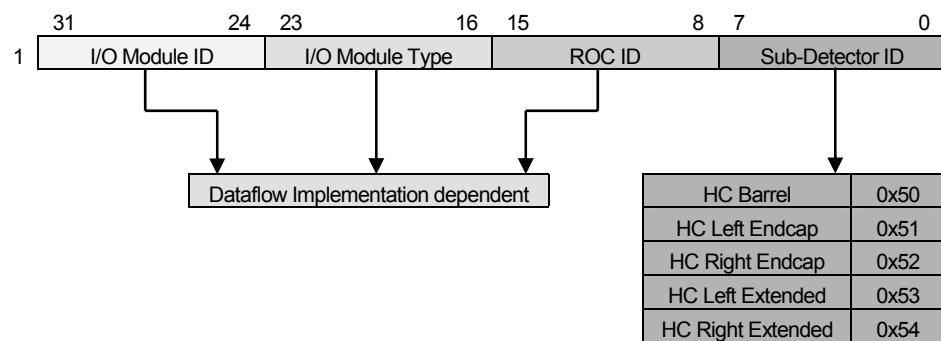 31 24 23 16 15 8 7 0
1 I/O Module ID I/O Module Type ROC ID Sub-Detector ID
Dataflow Implementation dependent
HC Barrel 0x50
HC Left Endcap 0x51
HC Right Endcap 0x52
HC Left Extended 0x53
HC Right Extended 0x54